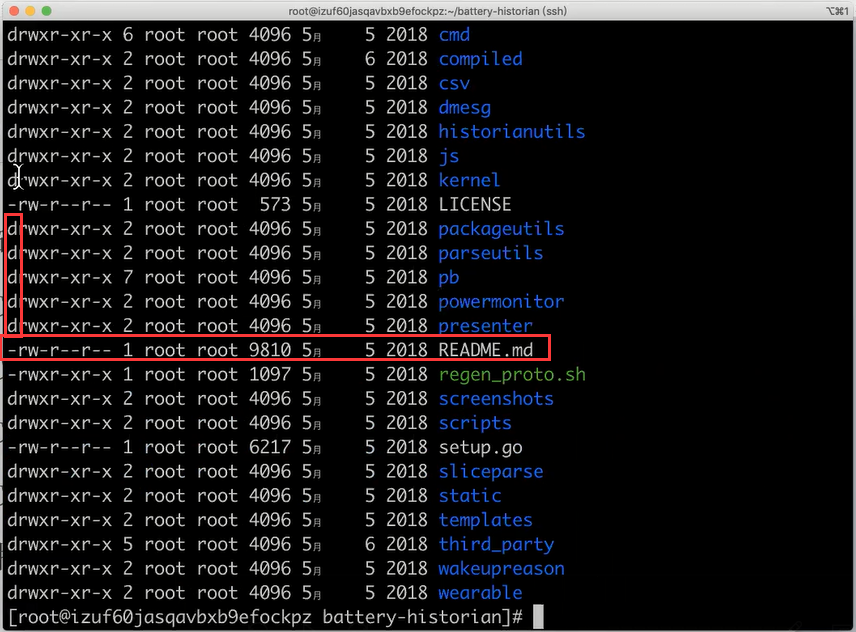 root@izuf60jasqavbxb9efockpz:~/battery-historian (ssh) ⌥⌘1
drwxr-xr-x 6 root root 4096 5月 5 2018 cmd
drwxr-xr-x 2 root root 4096 5月 6 2018 compiled
drwxr-xr-x 2 root root 4096 5月 5 2018 csv
drwxr-xr-x 2 root root 4096 5月 5 2018 dmesg
drwxr-xr-x 2 root root 4096 5月 5 2018 historianutils
drwxr-xr-x 2 root root 4096 5月 5 2018 js
drwxr-xr-x 2 root root 4096 5月 5 2018 kernel
-rw-r--r-- 1 root root 573 5月 5 2018 LICENSE
drwxr-xr-x 2 root root 4096 5月 5 2018 packageutils
drwxr-xr-x 2 root root 4096 5月 5 2018 parseutils
drwxr-xr-x 7 root root 4096 5月 5 2018 pb
drwxr-xr-x 2 root root 4096 5月 5 2018 powermonitor
drwxr-xr-x 2 root root 4096 5月 5 2018 presenter
-rw-r--r-- 1 root root 9810 5月 5 2018 README.md
-rwxr-xr-x 1 root root 1097 5月 5 2018 regen_proto.sh
drwxr-xr-x 2 root root 4096 5月 5 2018 screenshots
drwxr-xr-x 2 root root 4096 5月 5 2018 scripts
-rw-r--r-- 1 root root 6217 5月 5 2018 setup.go
drwxr-xr-x 2 root root 4096 5月 5 2018 sliceparse
drwxr-xr-x 2 root root 4096 5月 5 2018 static
drwxr-xr-x 2 root root 4096 5月 5 2018 templates
drwxr-xr-x 5 root root 4096 5月 6 2018 third_party
drwxr-xr-x 2 root root 4096 5月 5 2018 wakeupreason
drwxr-xr-x 2 root root 4096 5月 5 2018 wearable
[root@izuf60jasqavbxb9efockpz battery-historian]#